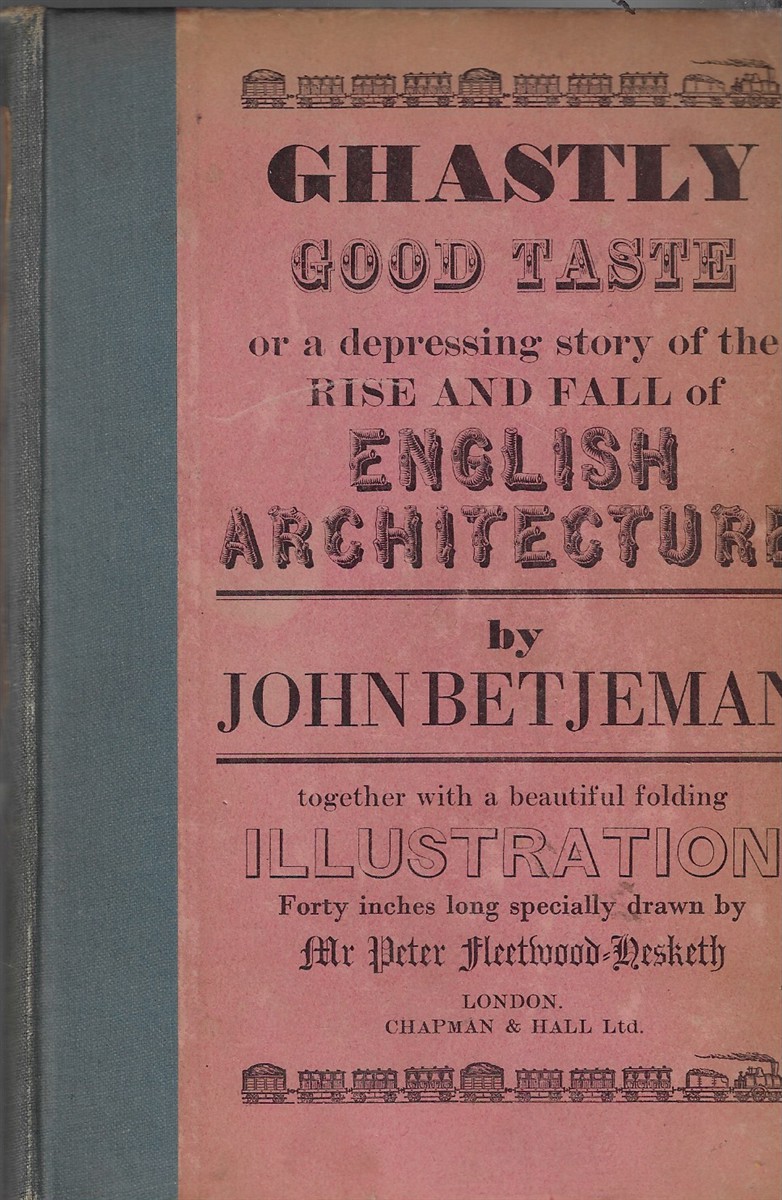 GHASTLY
GOOD TASTE
or a depressing story of the
RISE AND FALL of
ENGLISH
ARCHITECTURE
by
JOHN BETJEMAN
together with a beautiful folding
ILLUSTRATION
Forty inches long specially drawn by
Mr Peter Fleetwood-Hesketh
LONDON.
CHAPMAN & HALL Ltd.